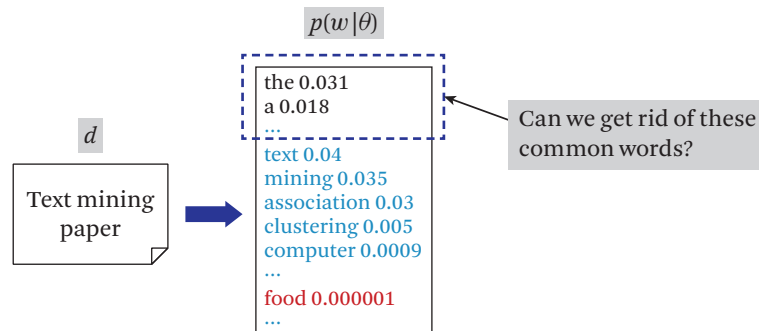 p(w|θ)
the 0.031
a 0.018
...
text 0.04
mining 0.035
association 0.03
clustering 0.005
computer 0.0009
...
food 0.000001
...
Can we get rid of these
common words?
d
Text mining
paper